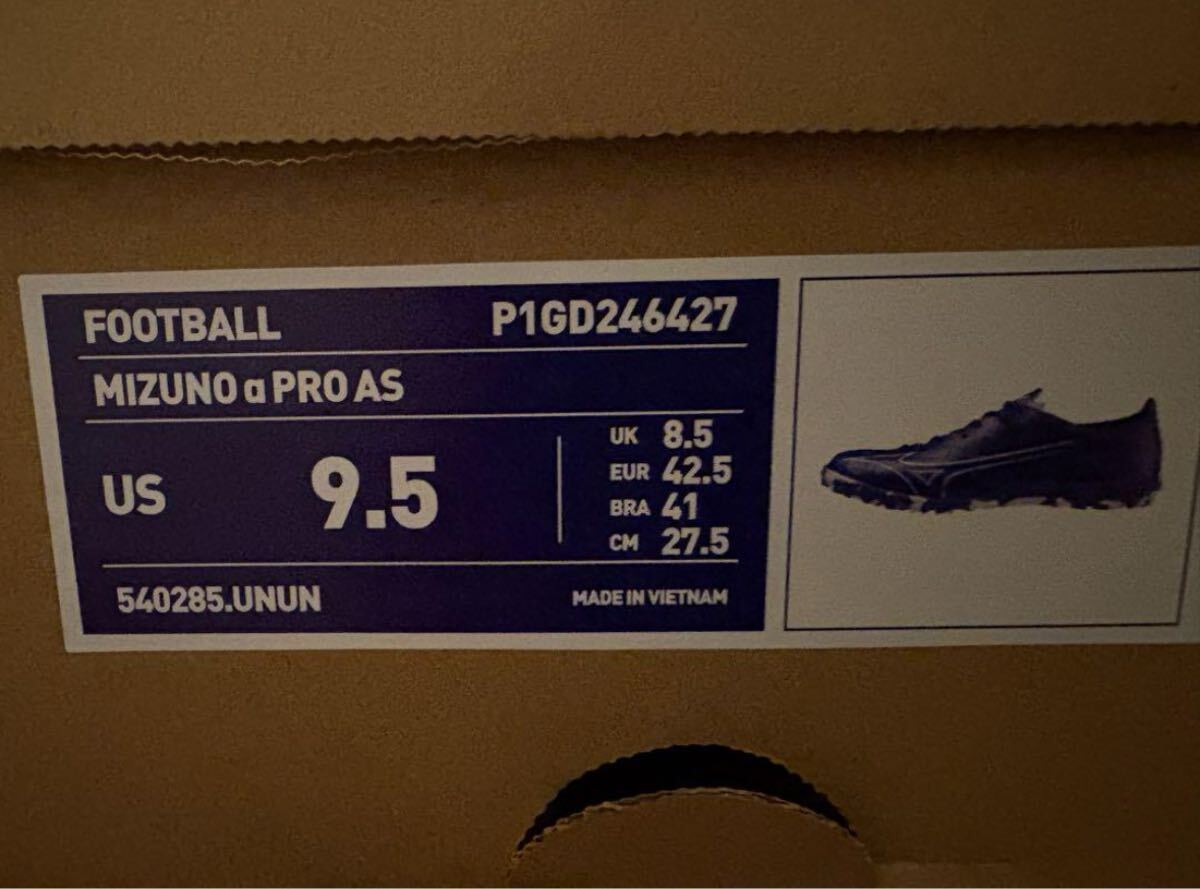 FOOTBALL P1GD246427
MIZUNO α PRO AS
US 9.5
UK 8.5
EUR 42.5
BRA 41
CM 27.5
540285.UNUN MADE IN VIETNAM